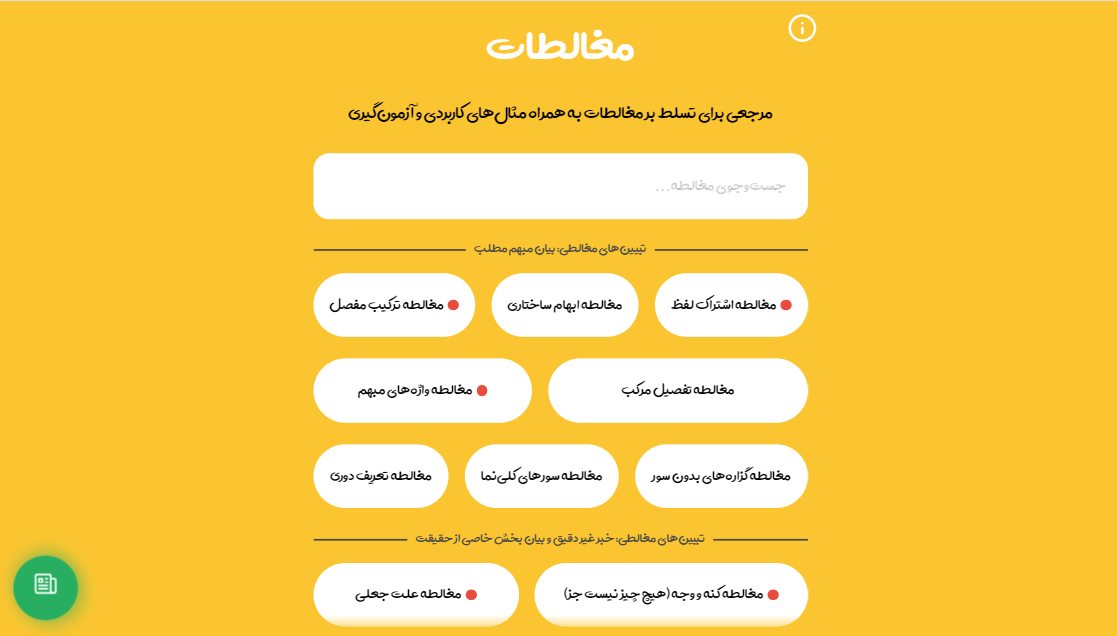 مغالطات
مرجعی برای تسلط بر مغالطات به همراه مثال‌های کاربردی و آزمون‌گیری
جست‌وجوی مغالطه...
تبیین‌های مغالطی: بیان مبهم مطلب
مغالطه اشتراک لفظ
مغالطه ابهام ساختاری
مغالطه ترکیب مفصل
مغالطه تفصیل مرکب
مغالطه واژه‌های مبهم
مغالطه گزاره‌های بدون سور
مغالطه سورهای کلی‌نما
مغالطه تعریف دوری
تبیین‌های مغالطی: خبر غیر دقیق و بیان بخش خاصی از حقیقت
مغالطه کنه و وجه (هیچ چیز نیست جز)
مغالطه علت جعلی